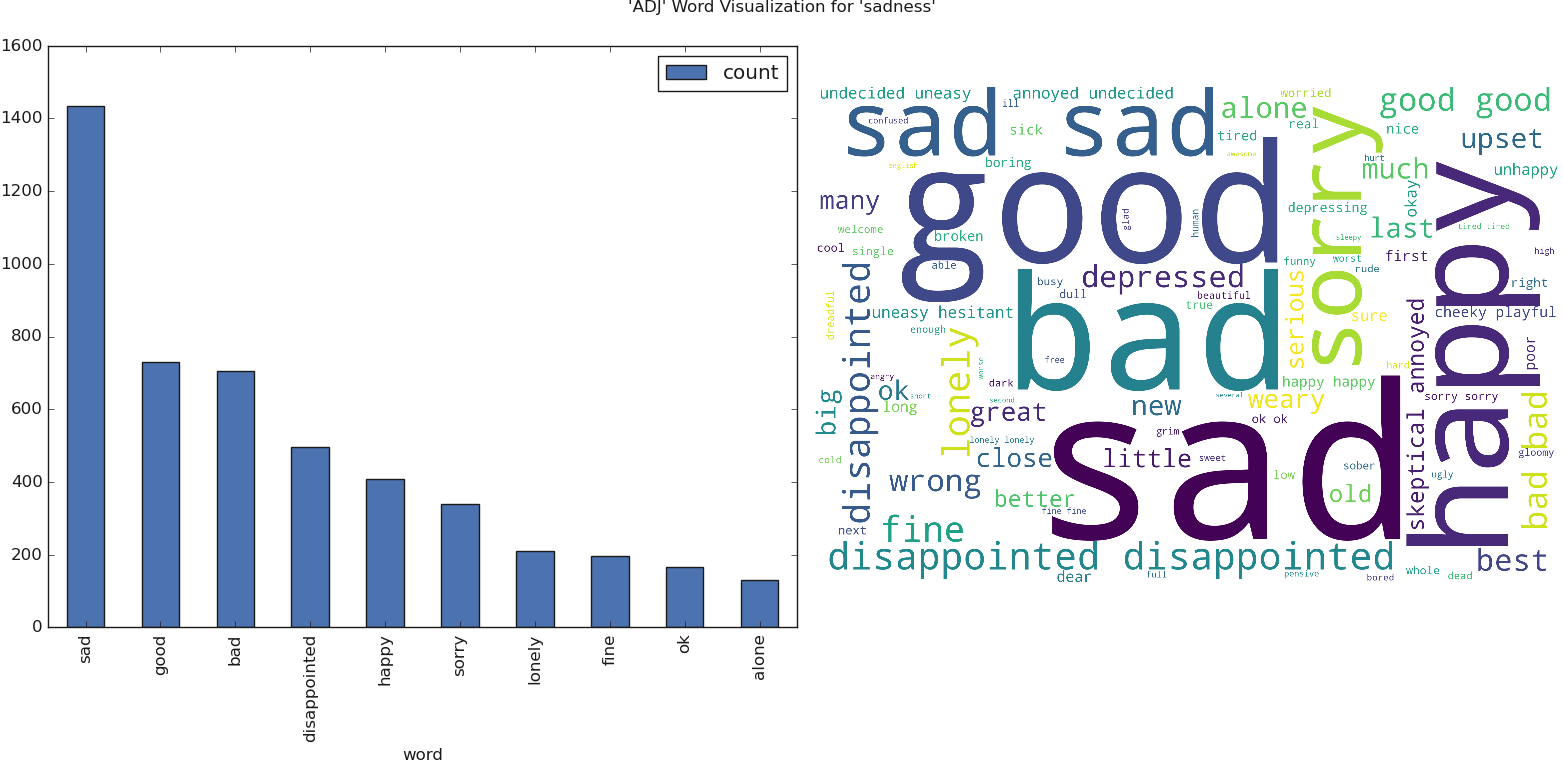 'ADJ' Word Visualization for 'sadness'
count
1600
1400
1200
1000
800
600
400
200
0
sad
good
bad
disappointed
happy
sorry
lonely
fine
ok
alone
word
undecided uneasy
annoyed undecided
worried
good good
sad sad
ill
confused
sick
alone
real
nice
tired
upset
english
boring
awesome
hurt
much
unhappy
good
sorry
happy
okay
many
glad
human
depressing
welcome
broken
last
tired tired
sleepy
cool
single
able
funny
worst
rude
first
high
depressed
busy
dull
beautiful
right
disappointed
uneasy hesitant
true
serious
sure
cheeky playful
dreadful
enough
lonely
bad
free
worse
annoyed
poor
hard
angry
dark
happy happy
ok
short
second
several
weary
sorry sorry
big
long
great
new
ok ok
bad bad
lonely lonely
grim
sad
skeptical
cold
close
little
sweet
sober
gloomy
wrong
low
ugly
better
old
fine fine
next
fine
disappointed disappointed
best
dear
full
pensive
bored
whole
dead